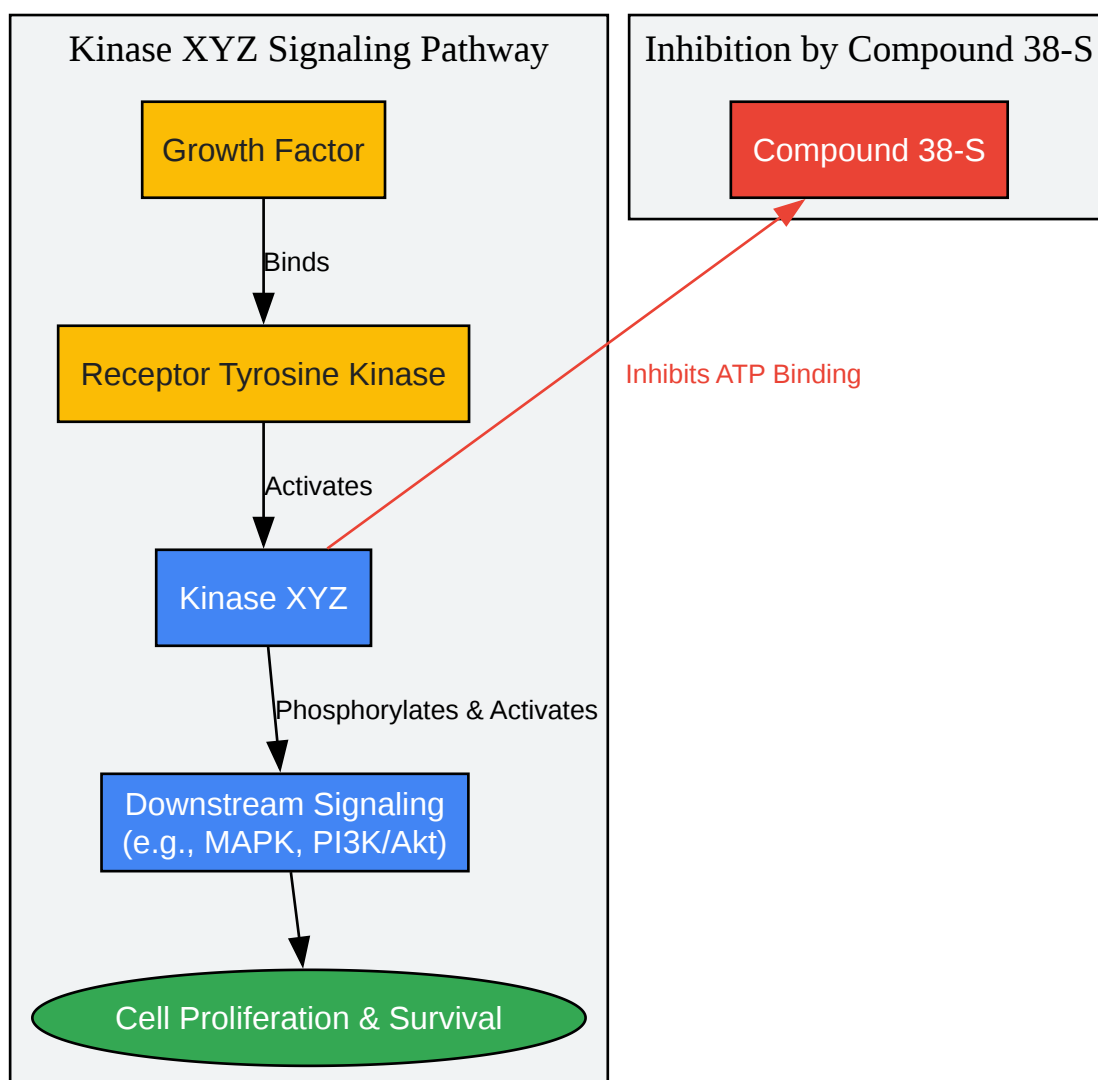 Kinase XYZ Signaling Pathway
Growth Factor
Binds
Receptor Tyrosine Kinase
Activates
Kinase XYZ
Phosphorylates & Activates
Downstream Signaling
(e.g., MAPK, PI3K/Akt)
Cell Proliferation & Survival
Inhibition by Compound 38-S
Compound 38-S
Inhibits ATP Binding